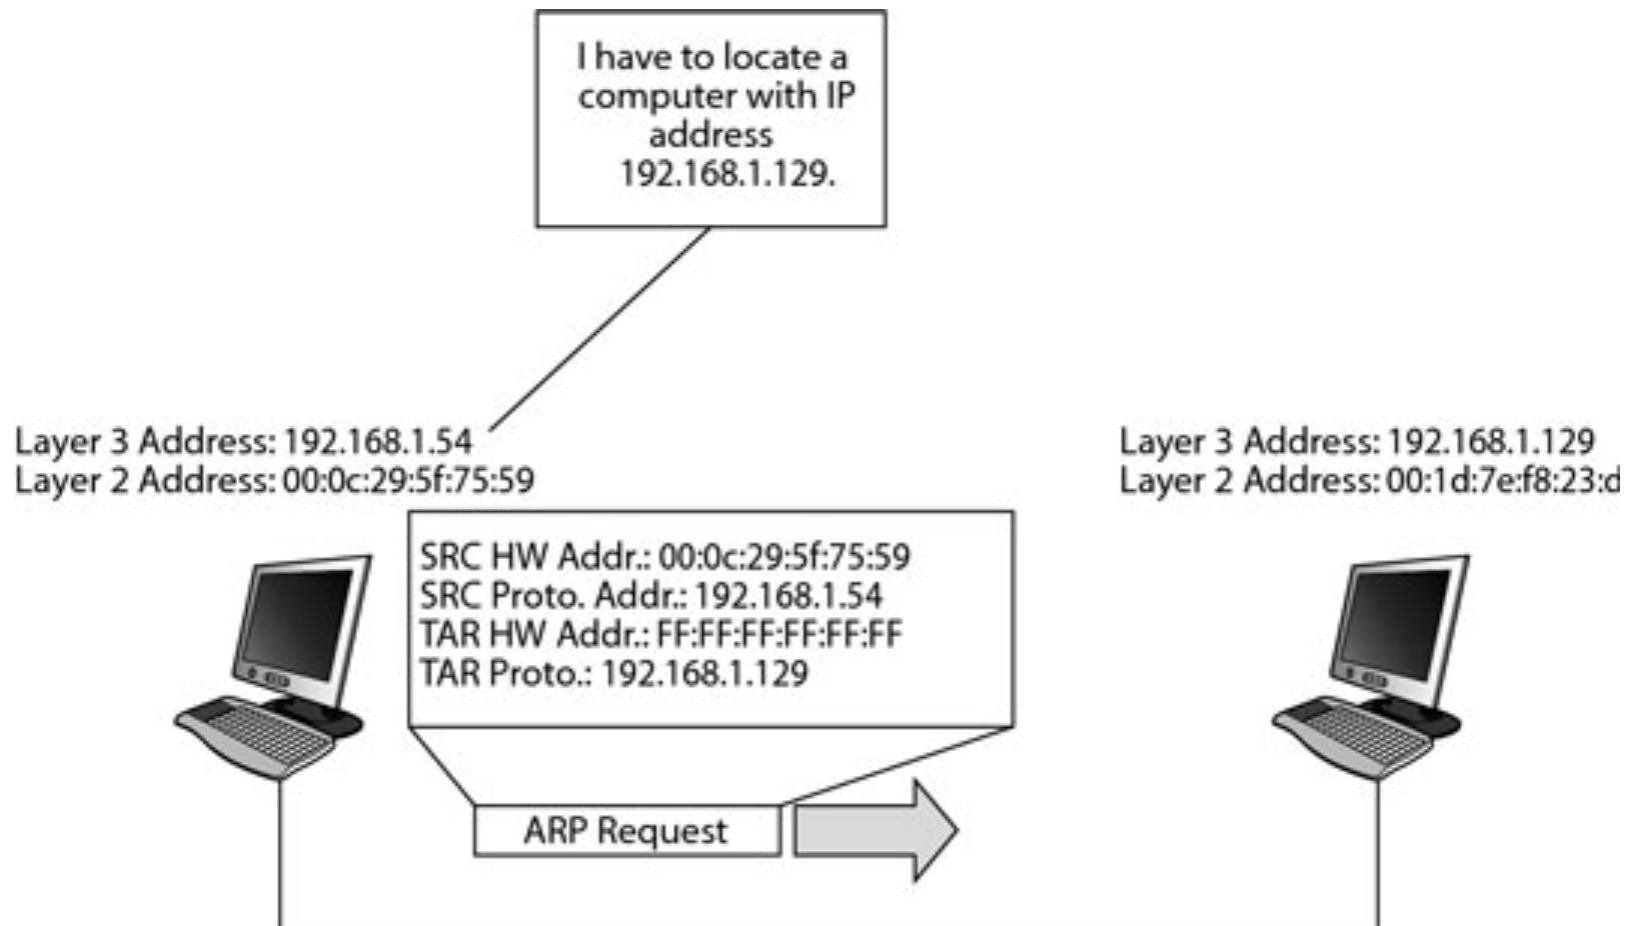 I have to locate a
computer with IP
address
192.168.1.129.
Layer 3 Address: 192.168.1.54
Layer 2 Address: 00:0c:29:5f:75:59
Layer 3 Address: 192.168.1.129
Layer 2 Address: 00:1d:7e:f8:23:d
SRC HW Addr.: 00:0c:29:5f:75:59
SRC Proto. Addr.: 192.168.1.54
TAR HW Addr.: FF:FF:FF:FF:FF:FF
TAR Proto.: 192.168.1.129
ARP Request